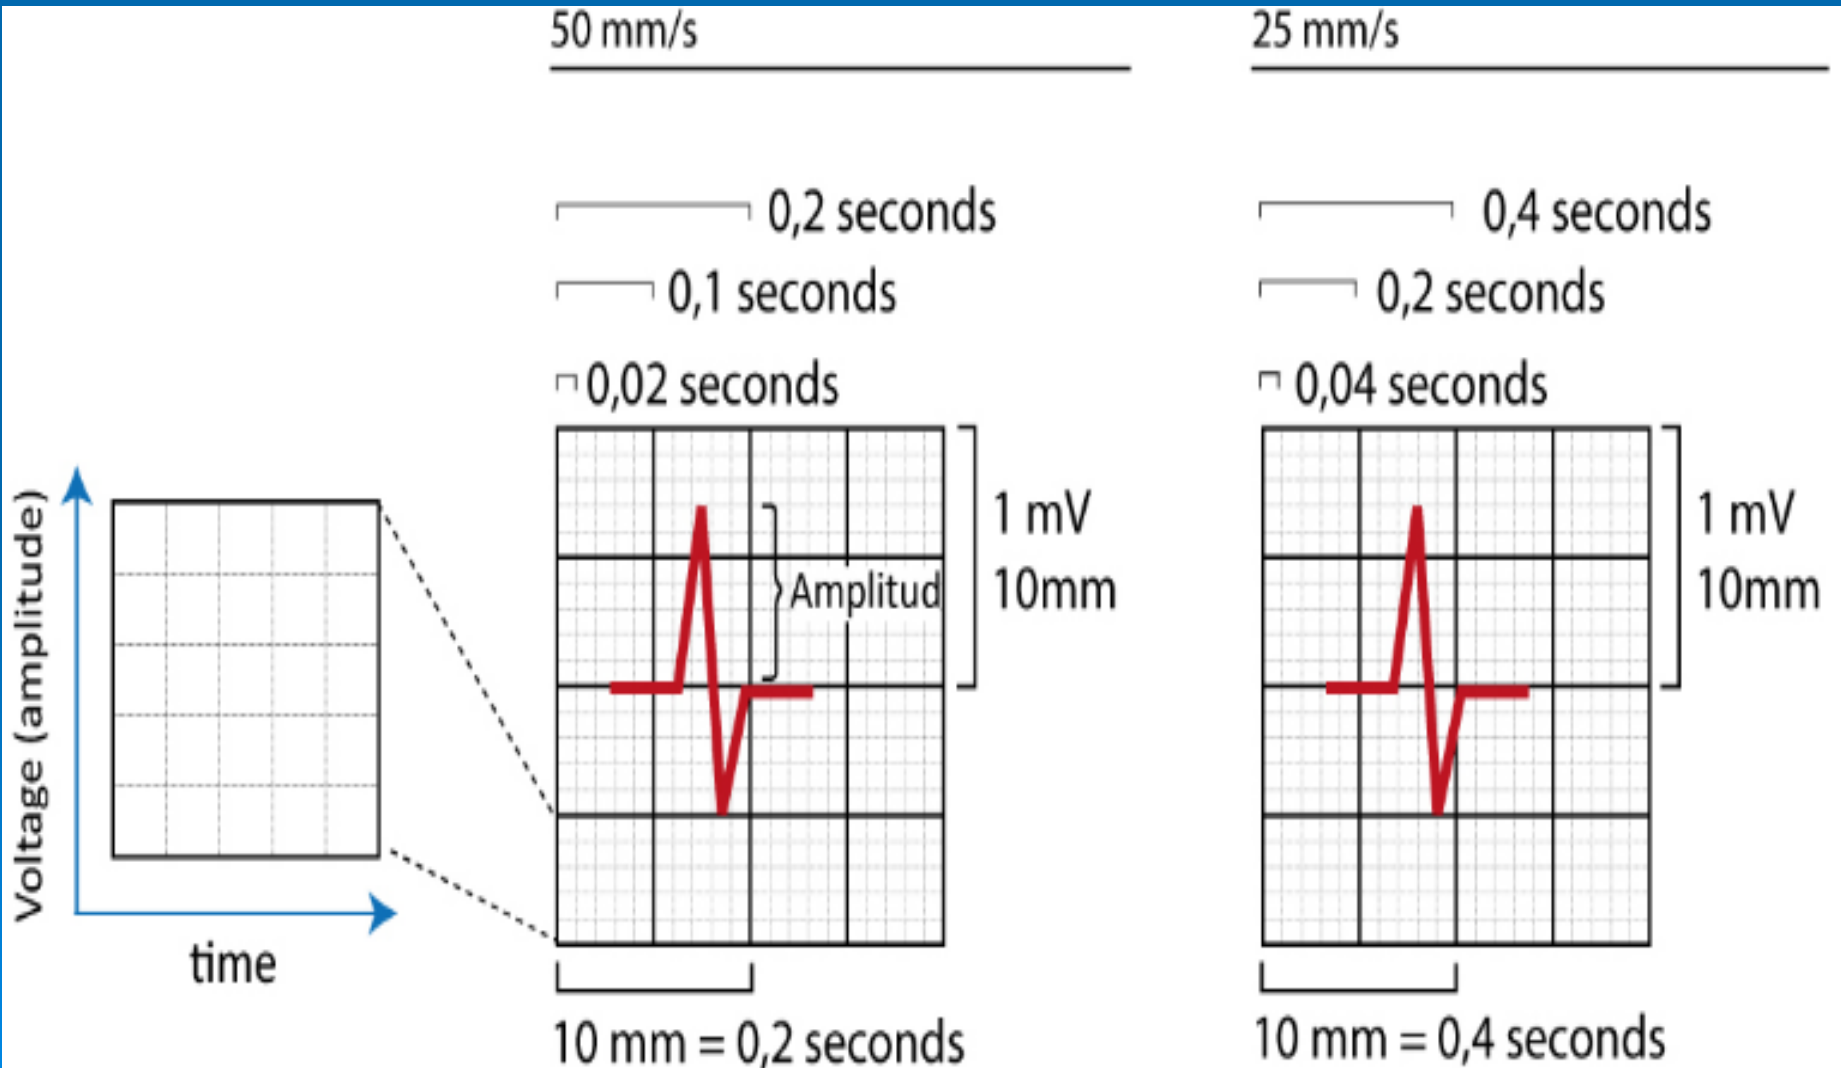 50 mm/s
0,2 seconds
0,1 seconds
0,02 seconds
1 mV
10mm
Amplitud
10 mm = 0,2 seconds
25 mm/s
0,4 seconds
0,2 seconds
0,04 seconds
1 mV
10mm
10 mm = 0,4 seconds
Voltage (amplitude)
time